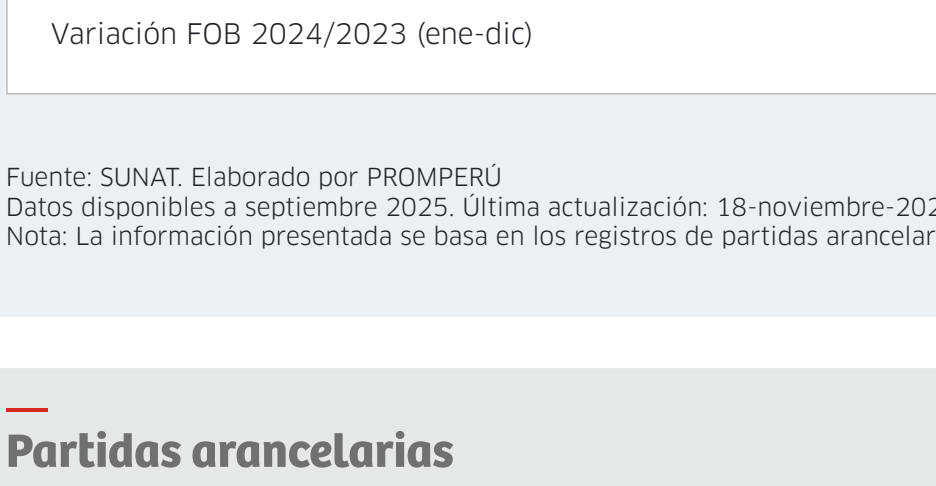 Variación FOB 2024/2023 (ene-dic)
Fuente: SUNAT. Elaborado por PROMPERÚ
Datos disponibles a septiembre 2025. Última actualización: 18-noviembre-202
Nota: La información presentada se basa en los registros de partidas arancelar
Partidas arancelarias